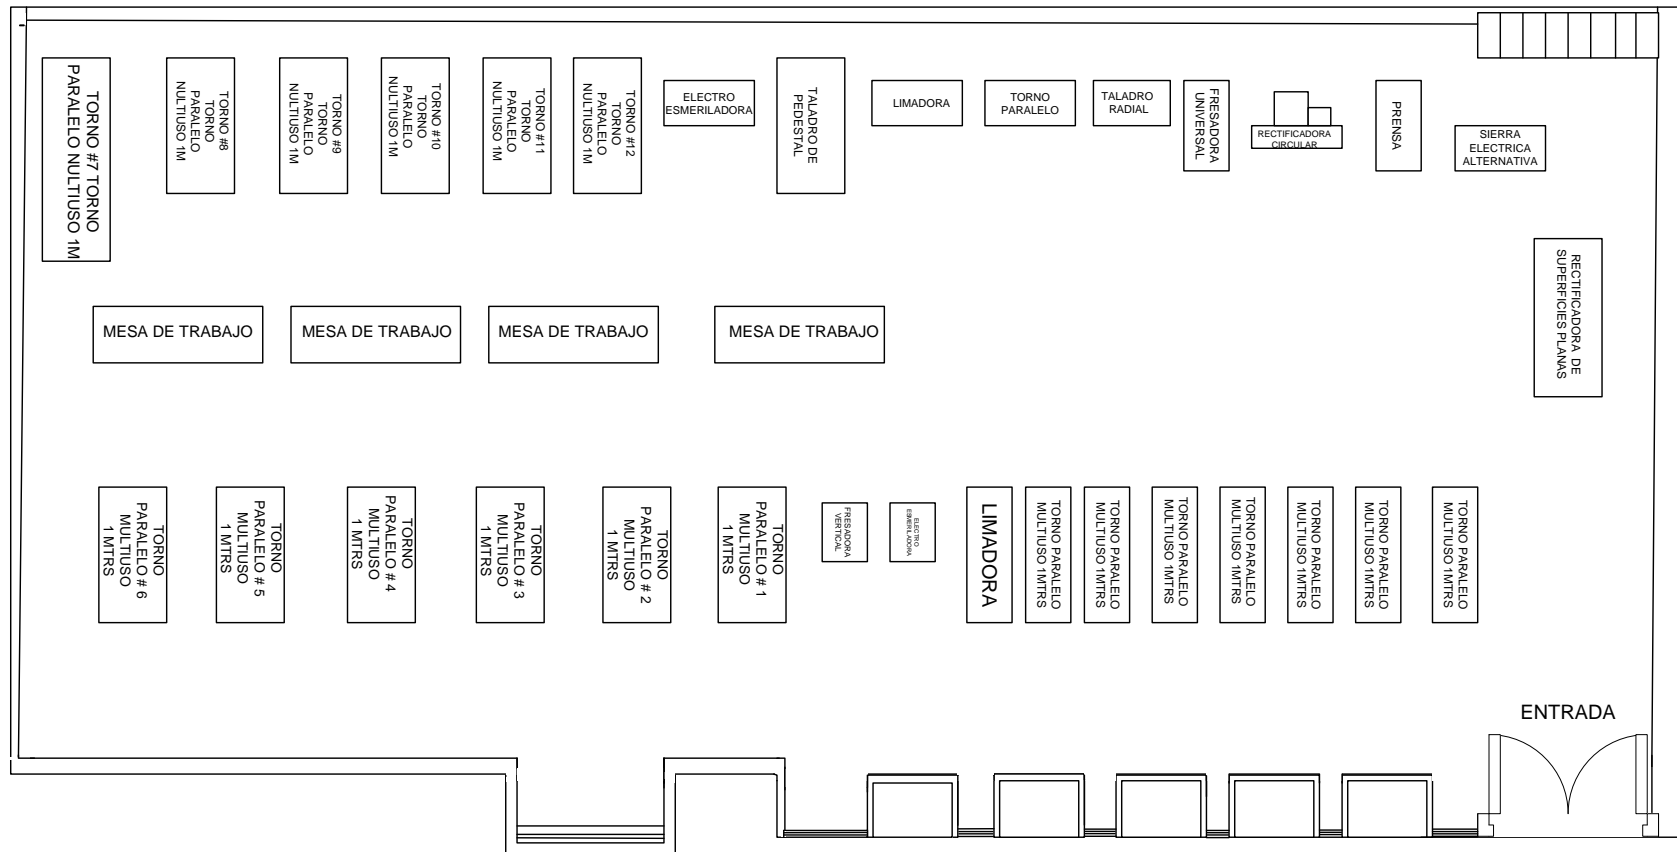 TORNO #7 TORNO
PARALELO NULTIUSO 1M
TORNO #8
TORNO
PARALELO
NULTIUSO 1M
TORNO #9
TORNO
PARALELO
NULTIUSO 1M
TORNO #10
TORNO
PARALELO
NULTIUSO 1M
TORNO #11
TORNO
PARALELO
NULTIUSO 1M
TORNO #12
TORNO
PARALELO
NULTIUSO 1M
ELECTRO
ESMERILADORA
TALADRO DE
PEDESTAL
LIMADORA
TORNO
PARALELO
TALADRO
RADIAL
FRESADORA
UNIVERSAL
RECTIFICADORA
CIRCULAR
PRENSA
SIERRA
ELECTRICA
ALTERNATIVA
RECTIFICADORA DE
SUPERFICIES PLANAS
MESA DE TRABAJO
MESA DE TRABAJO
MESA DE TRABAJO
MESA DE TRABAJO
TORNO
PARALELO # 6
MULTIUSO
1 MTRS
TORNO
PARALELO # 5
MULTIUSO
1 MTRS
TORNO
PARALELO # 4
MULTIUSO
1 MTRS
TORNO
PARALELO # 3
MULTIUSO
1 MTRS
TORNO
PARALELO # 2
MULTIUSO
1 MTRS
TORNO
PARALELO # 1
MULTIUSO
1 MTRS
FRESADORA
VERTICAL
ELECTRO
ESMERILADORA
LIMADORA
TORNO PARALELO
MULTIUSO 1MTRS
TORNO PARALELO
MULTIUSO 1MTRS
TORNO PARALELO
MULTIUSO 1MTRS
TORNO PARALELO
MULTIUSO 1MTRS
TORNO PARALELO
MULTIUSO 1MTRS
TORNO PARALELO
MULTIUSO 1MTRS
TORNO PARALELO
MULTIUSO 1MTRS
ENTRADA